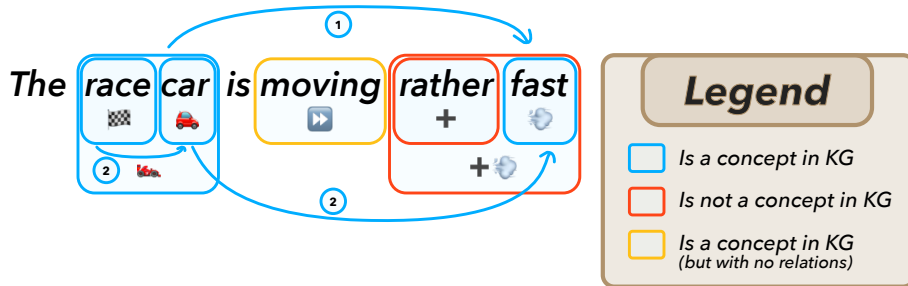 1
The race car is moving rather fast
2
2
Legend
Is a concept in KG
Is not a concept in KG
Is a concept in KG
(but with no relations)